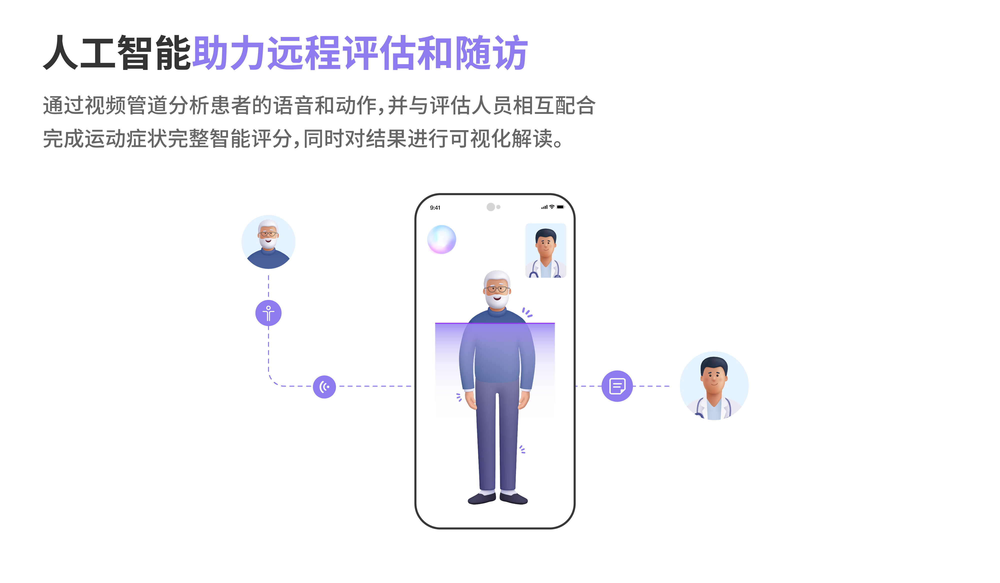 人工智能助力远程评估和随访
通过视频管道分析患者的语音和动作，并与评估人员相互配合
完成运动症状完整智能评分，同时对结果进行可视化解读。
9:41